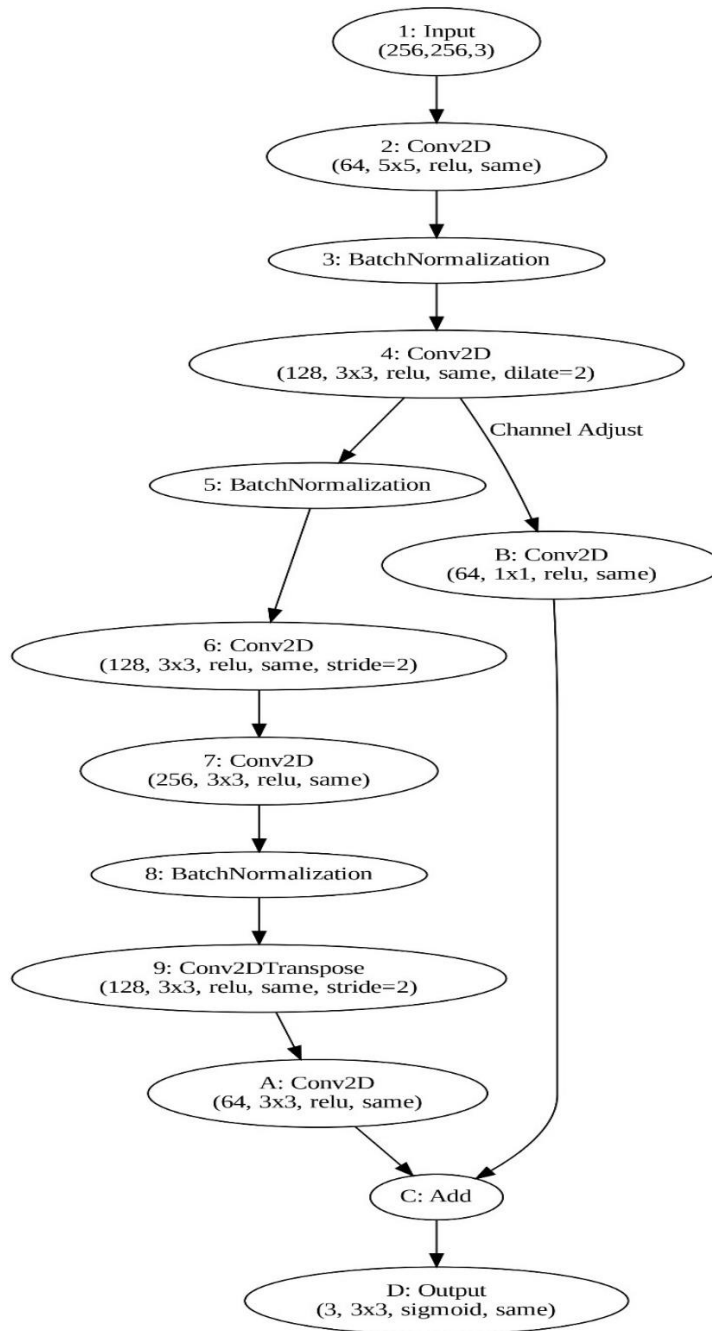 1: Input
(256,256,3)
2: Conv2D
(64, 5x5, relu, same)
3: BatchNormalization
4: Conv2D
(128, 3x3, relu, same, dilate=2)
Channel Adjust
5: BatchNormalization
B: Conv2D
(64, 1x1, relu, same)
6: Conv2D
(128, 3x3, relu, same, stride=2)
7: Conv2D
(256, 3x3, relu, same)
8: BatchNormalization
9: Conv2DTranspose
(128, 3x3, relu, same, stride=2)
A: Conv2D
(64, 3x3, relu, same)
C: Add
D: Output
(3, 3x3, sigmoid, same)